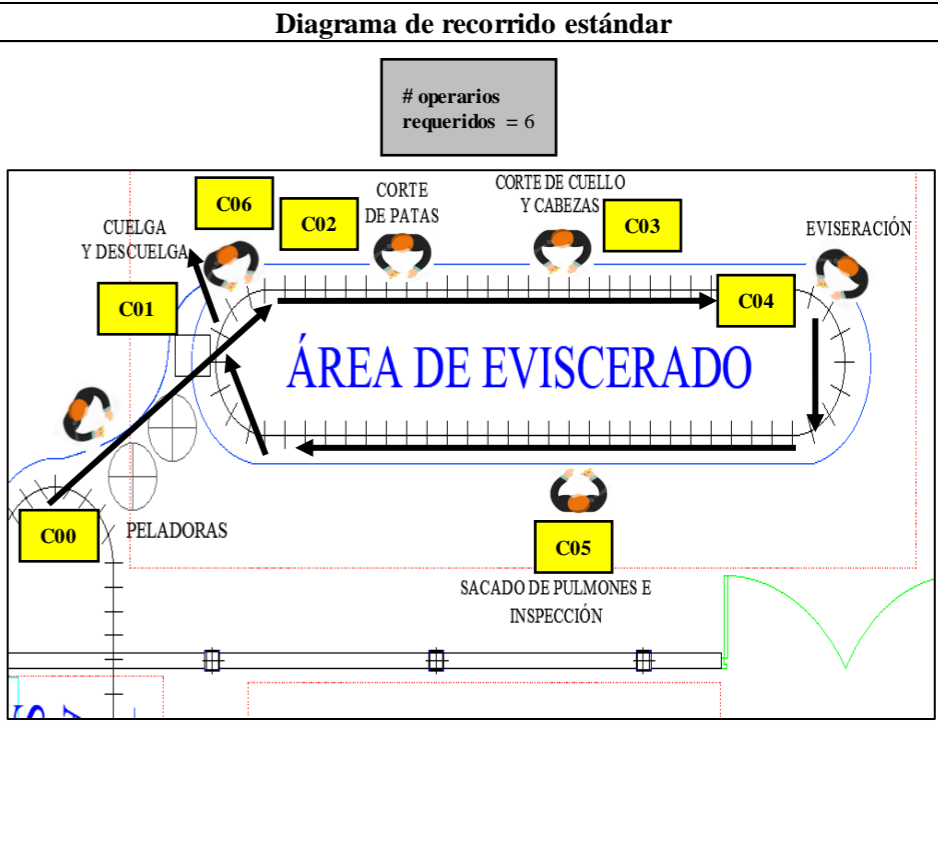 Diagrama de recorrido estándar
# operarios
requeridos = 6
C06
C02
CORTE
DE PATAS
CORTE DE CUELLO
Y CABEZAS
C03
EVISERACIÓN
CUELGA
Y DESCUELGA
C01
C04
ÁREA DE EVISCERADO
C00
PELADORAS
C05
SACADO DE PULMONES E
INSPECCIÓN